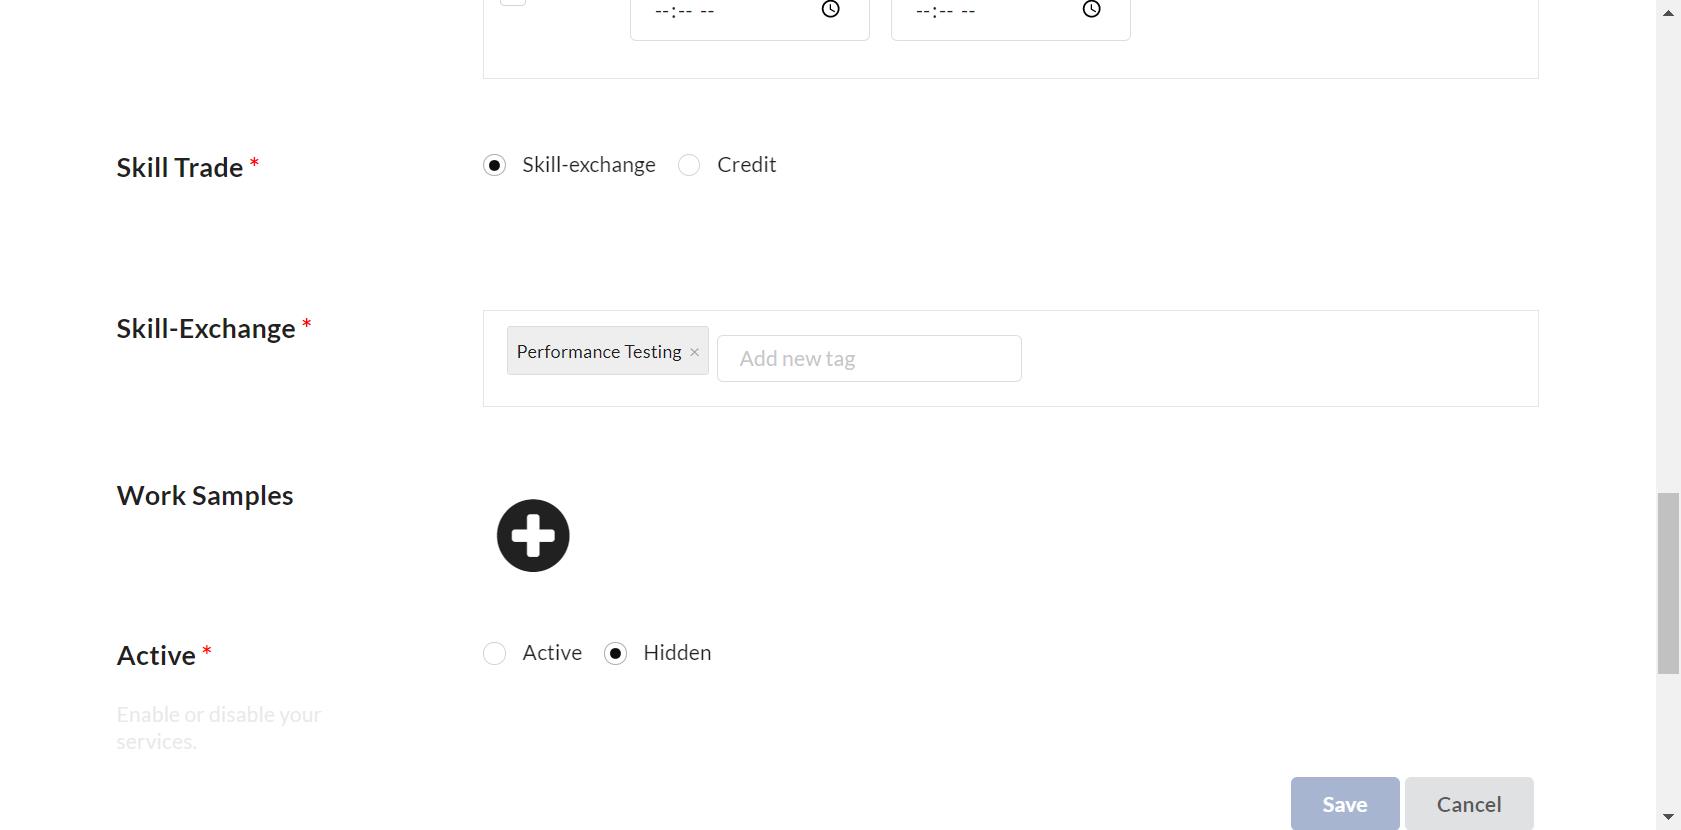 --:-- -- --:-- --
Skill Trade * Skill-exchange Credit
Skill-Exchange * Performance Testing × Add new tag
Work Samples
Active * Active Hidden
Enable or disable your
services.
Save Cancel